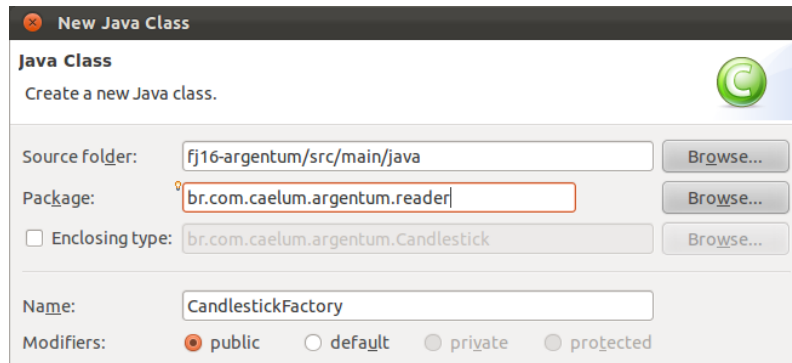 New Java Class
Java Class
Create a new Java class.
C
Source folder: fj16-argentum/src/main/java Browse...
Package: br.com.caelum.argentum.reader Browse...
Enclosing type: br.com.caelum.argentum.Candlestick Browse...
Name: CandlestickFactory
Modifiers: public default private protected